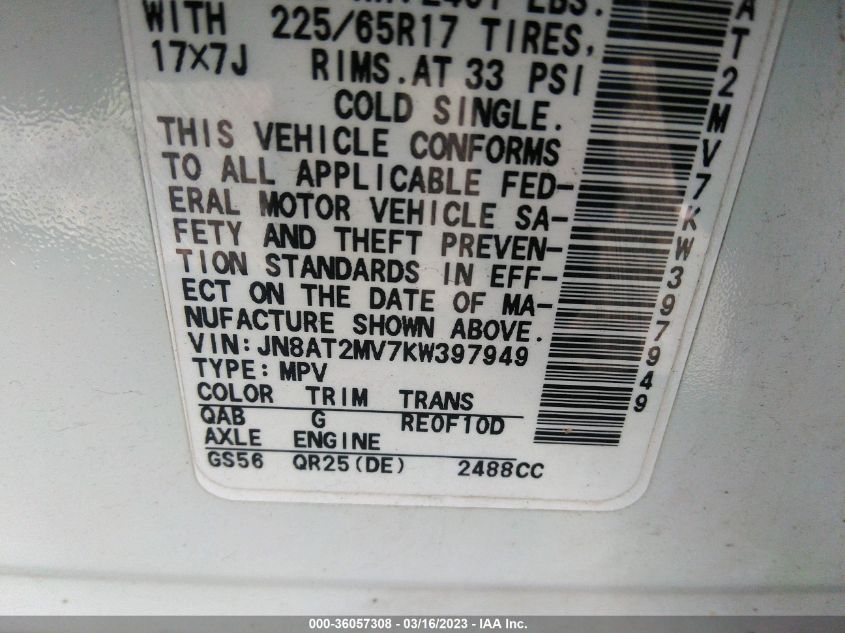 LBS.
WITH 225/65R17 TIRES,
17X7J RIMS.AT 33 PSI
COLD SINGLE.
THIS VEHICLE CONFORMS
TO ALL APPLICABLE FED-
ERAL MOTOR VEHICLE SA-
FETY AND THEFT PREVEN-
TION STANDARDS IN EFF-
ECT ON THE DATE OF MA-
NUFACTURE SHOWN ABOVE.
VIN: JN8AT2MV7KW397949
TYPE: MPV
COLOR TRIM TRANS
QAB G RE0F10D
AXLE ENGINE
GS56 QR25(DE) 2488CC
AT2MV7KW397949
000-36057308 - 03/16/2023 - IAA Inc.